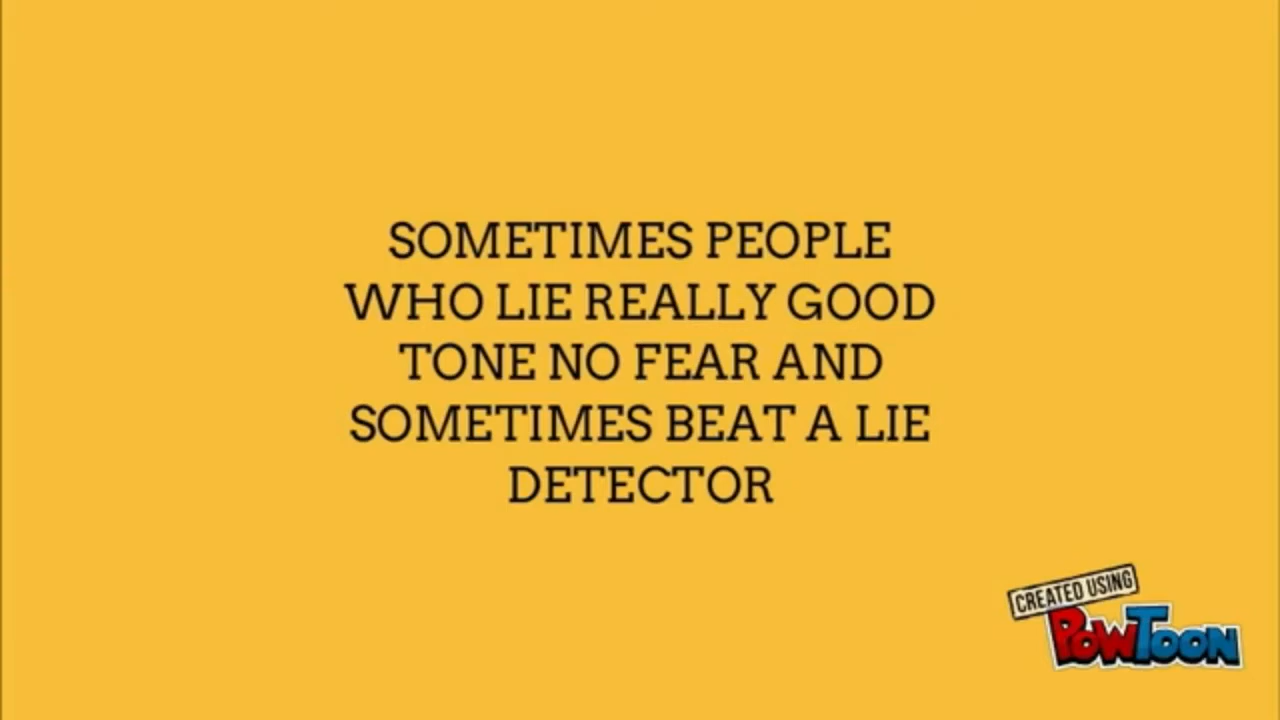 SOMETIMES PEOPLE
WHO LIE REALLY GOOD
TONE NO FEAR AND
SOMETIMES BEAT A LIE
DETECTOR
CREATED USING
POWTOON